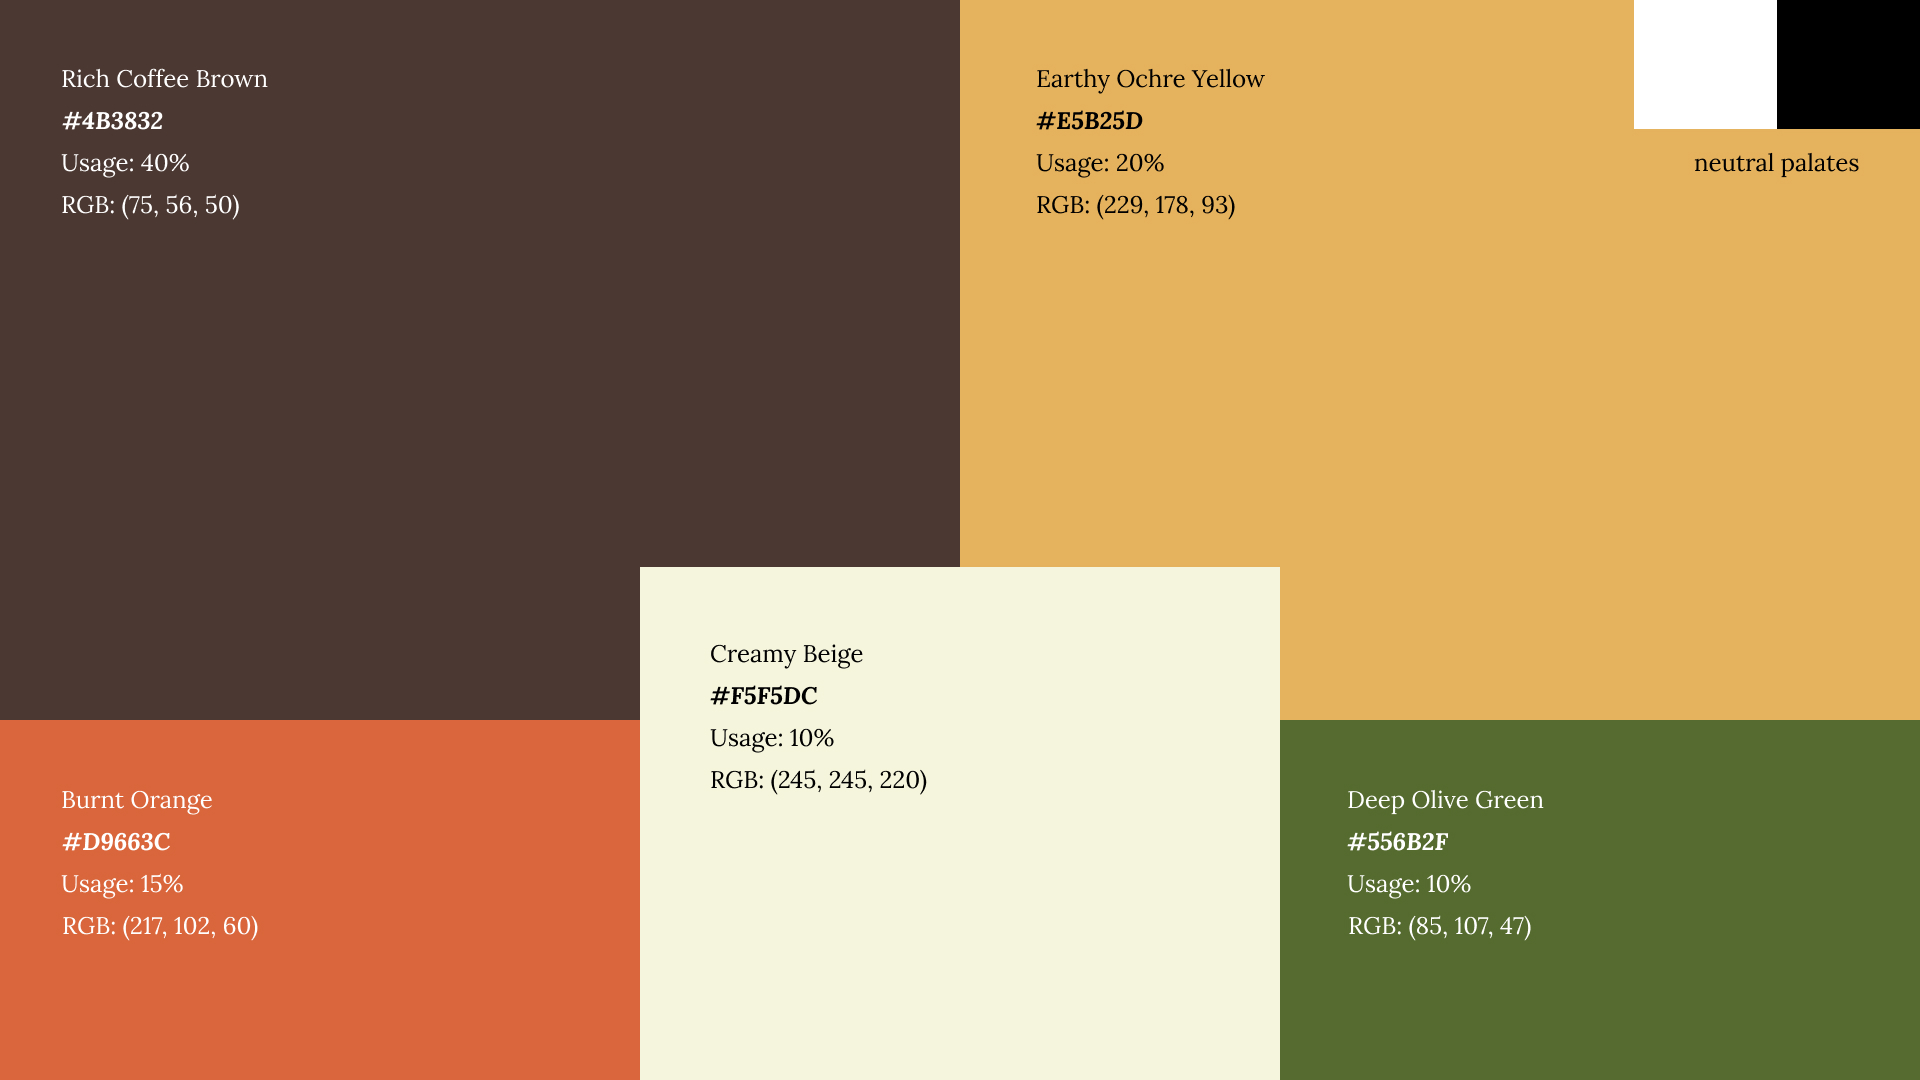 Rich Coffee Brown
#4B3832
Usage: 40%
RGB: (75, 56, 50)
Earthy Ochre Yellow
#E5B25D
Usage: 20%
RGB: (229, 178, 93)
neutral palates
Creamy Beige
#F5F5DC
Usage: 10%
RGB: (245, 245, 220)
Burnt Orange
#D9663C
Usage: 15%
RGB: (217, 102, 60)
Deep Olive Green
#556B2F
Usage: 10%
RGB: (85, 107, 47)